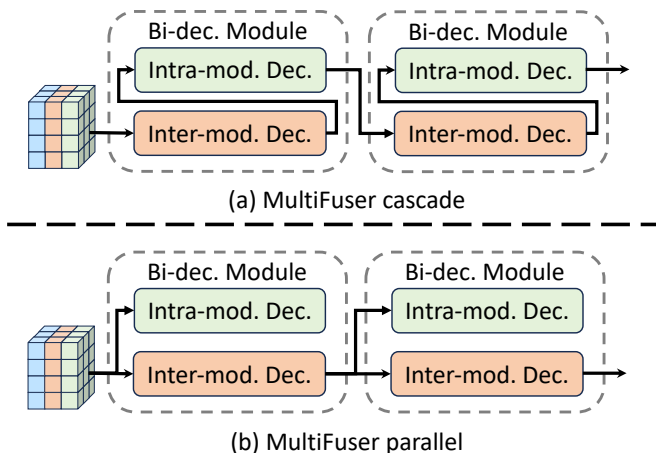 Bi-dec. Module Bi-dec. Module
Intra-mod. Dec. Intra-mod. Dec.
Inter-mod. Dec. Inter-mod. Dec.
(a) MultiFuser cascade
Bi-dec. Module Bi-dec. Module
Intra-mod. Dec. Intra-mod. Dec.
Inter-mod. Dec. Inter-mod. Dec.
(b) MultiFuser parallel